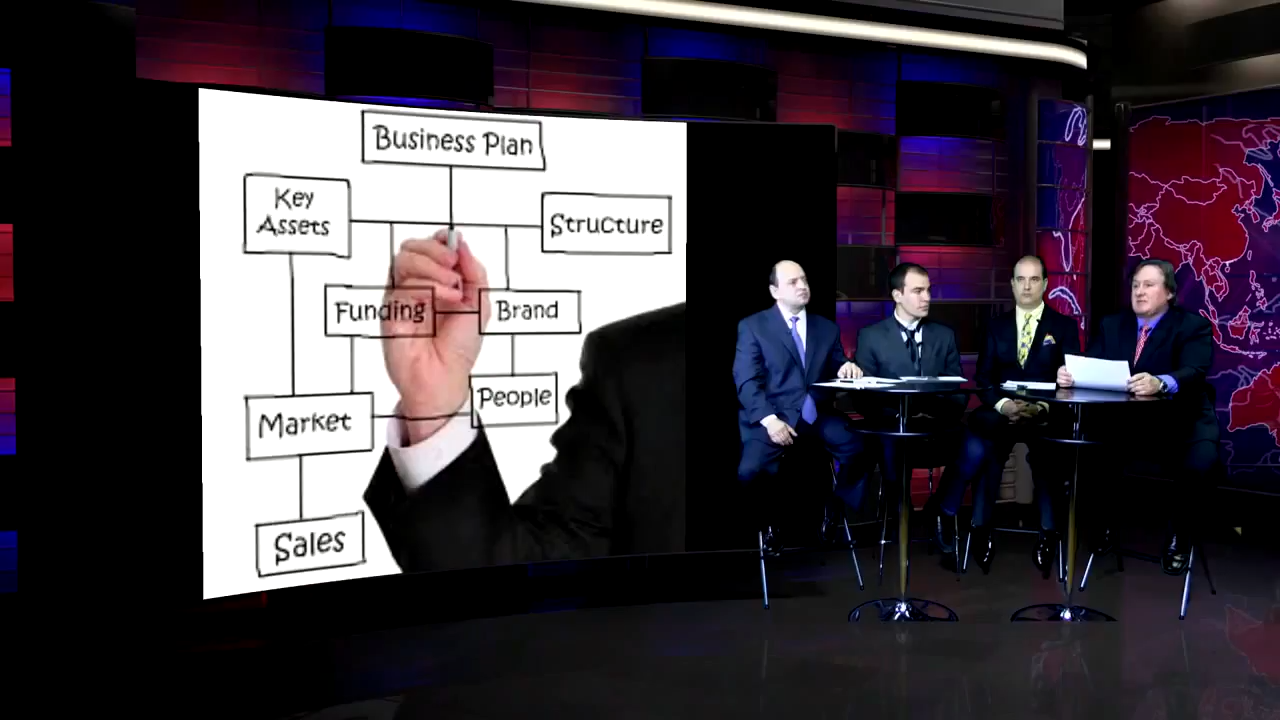 Business Plan
Key
Assets
Structure
Funding
Brand
People
Market
Sales